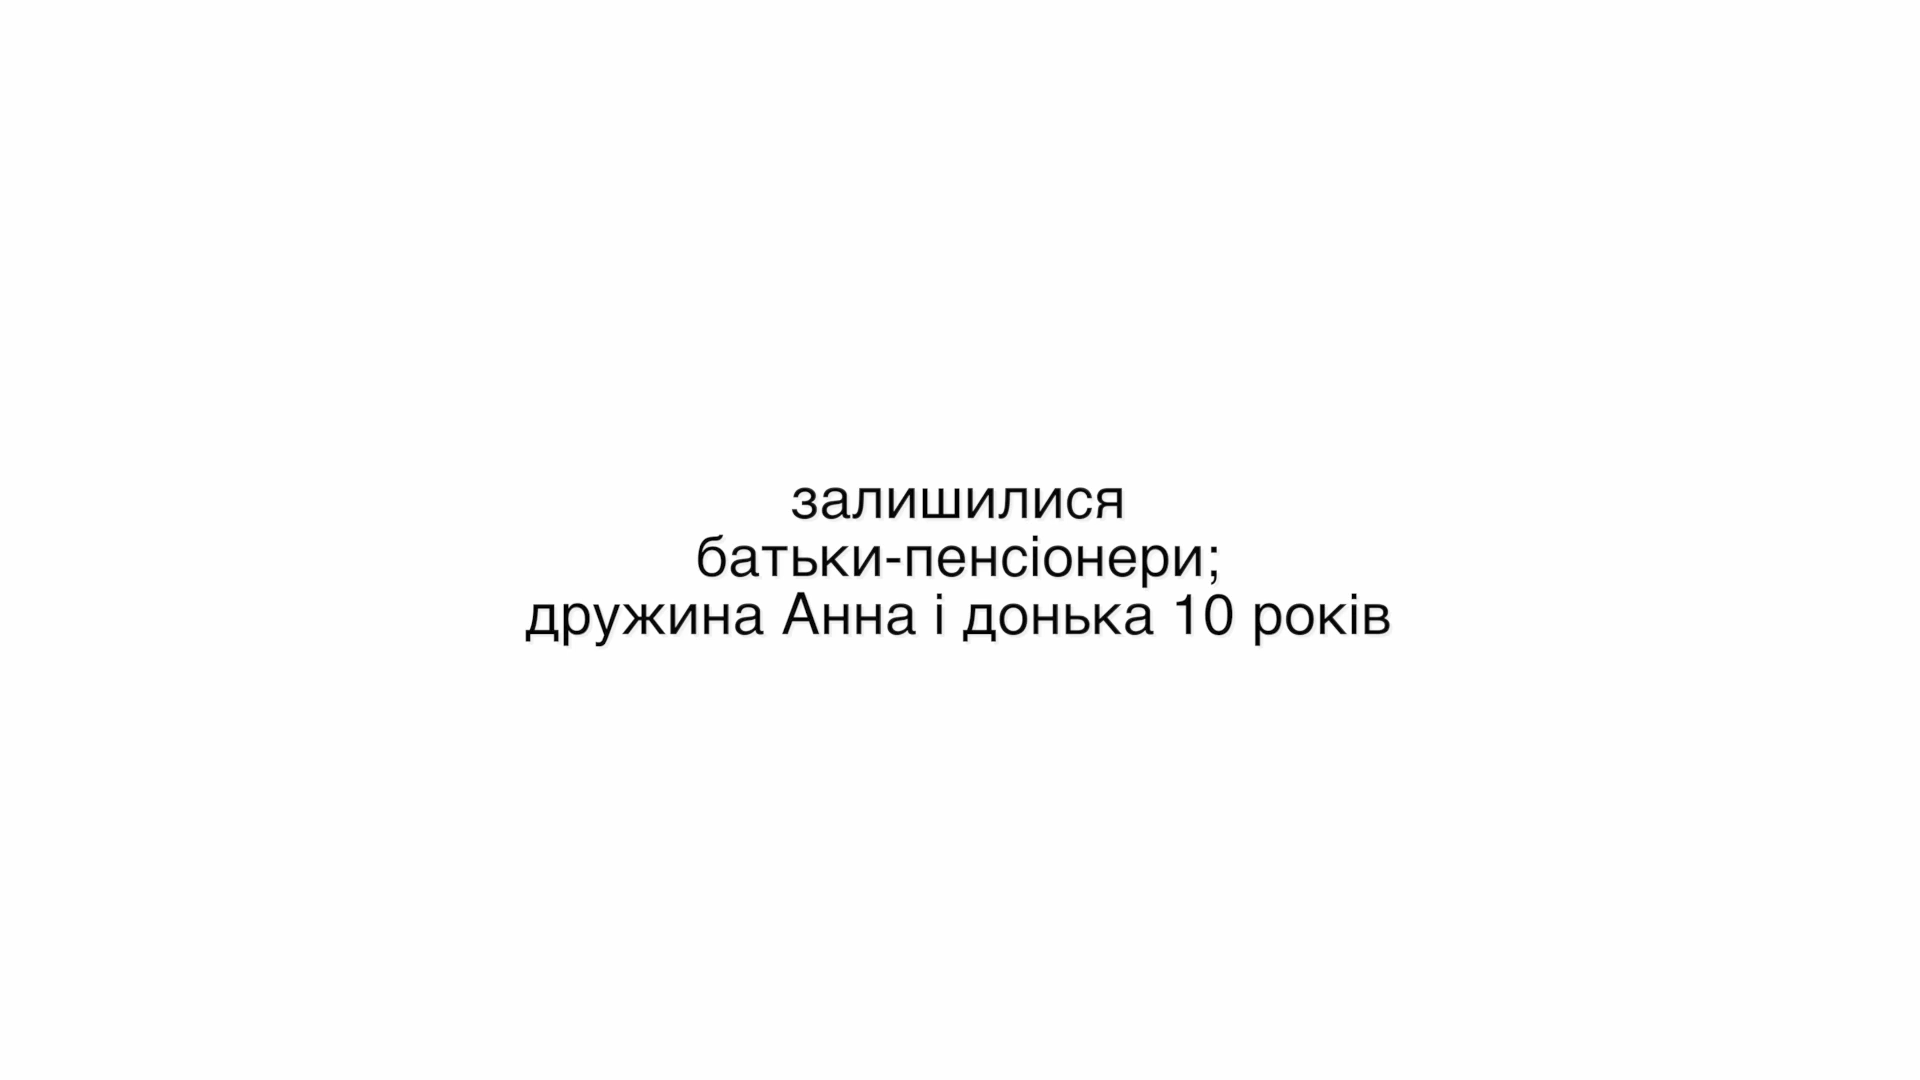 залишилися
батьки-пенсіонери;
дружина Анна і донька 10 років